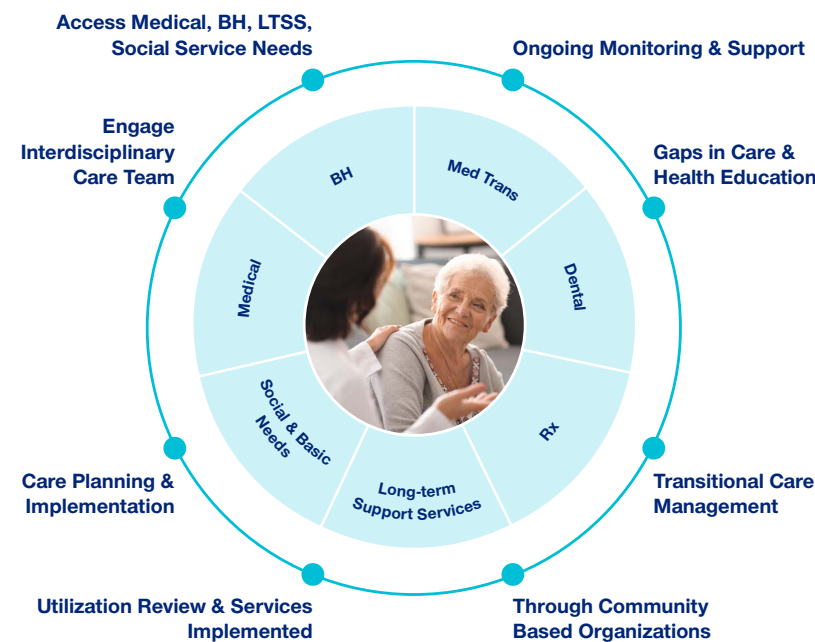 Access Medical, BH, LTSS,
Social Service Needs
Ongoing Monitoring & Support
Engage
Interdisciplinary
Care Team
Gaps in Care &
Health Education
BH
Med Trans
Medical
Dental
Social & Basic
Needs
Rx
Long-term
Support Services
Care Planning &
Implementation
Transitional Care
Management
Utilization Review & Services
Implemented
Through Community
Based Organizations